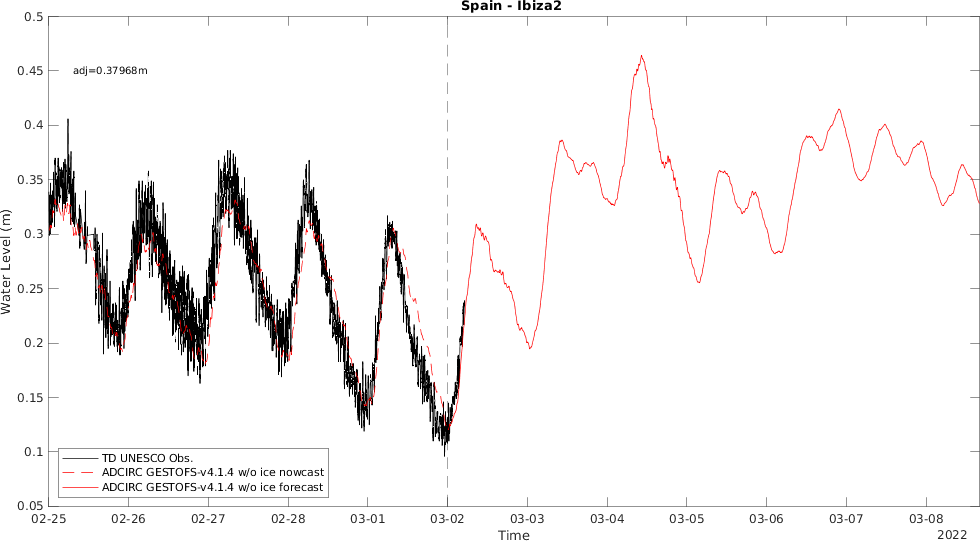 Spain - Ibiza2
0.5
0.45
0.4
0.35
0.3
0.25
0.2
0.15
0.1
0.05
Water Level (m)
adj=0.37968m
TD UNESCO Obs.
ADCIRC GESTOFS-v4.1.4 w/o ice nowcast
ADCIRC GESTOFS-v4.1.4 w/o ice forecast
02-25 02-26 02-27 02-28 03-01 03-02 03-03 03-04 03-05 03-06 03-07 03-08
Time
2022